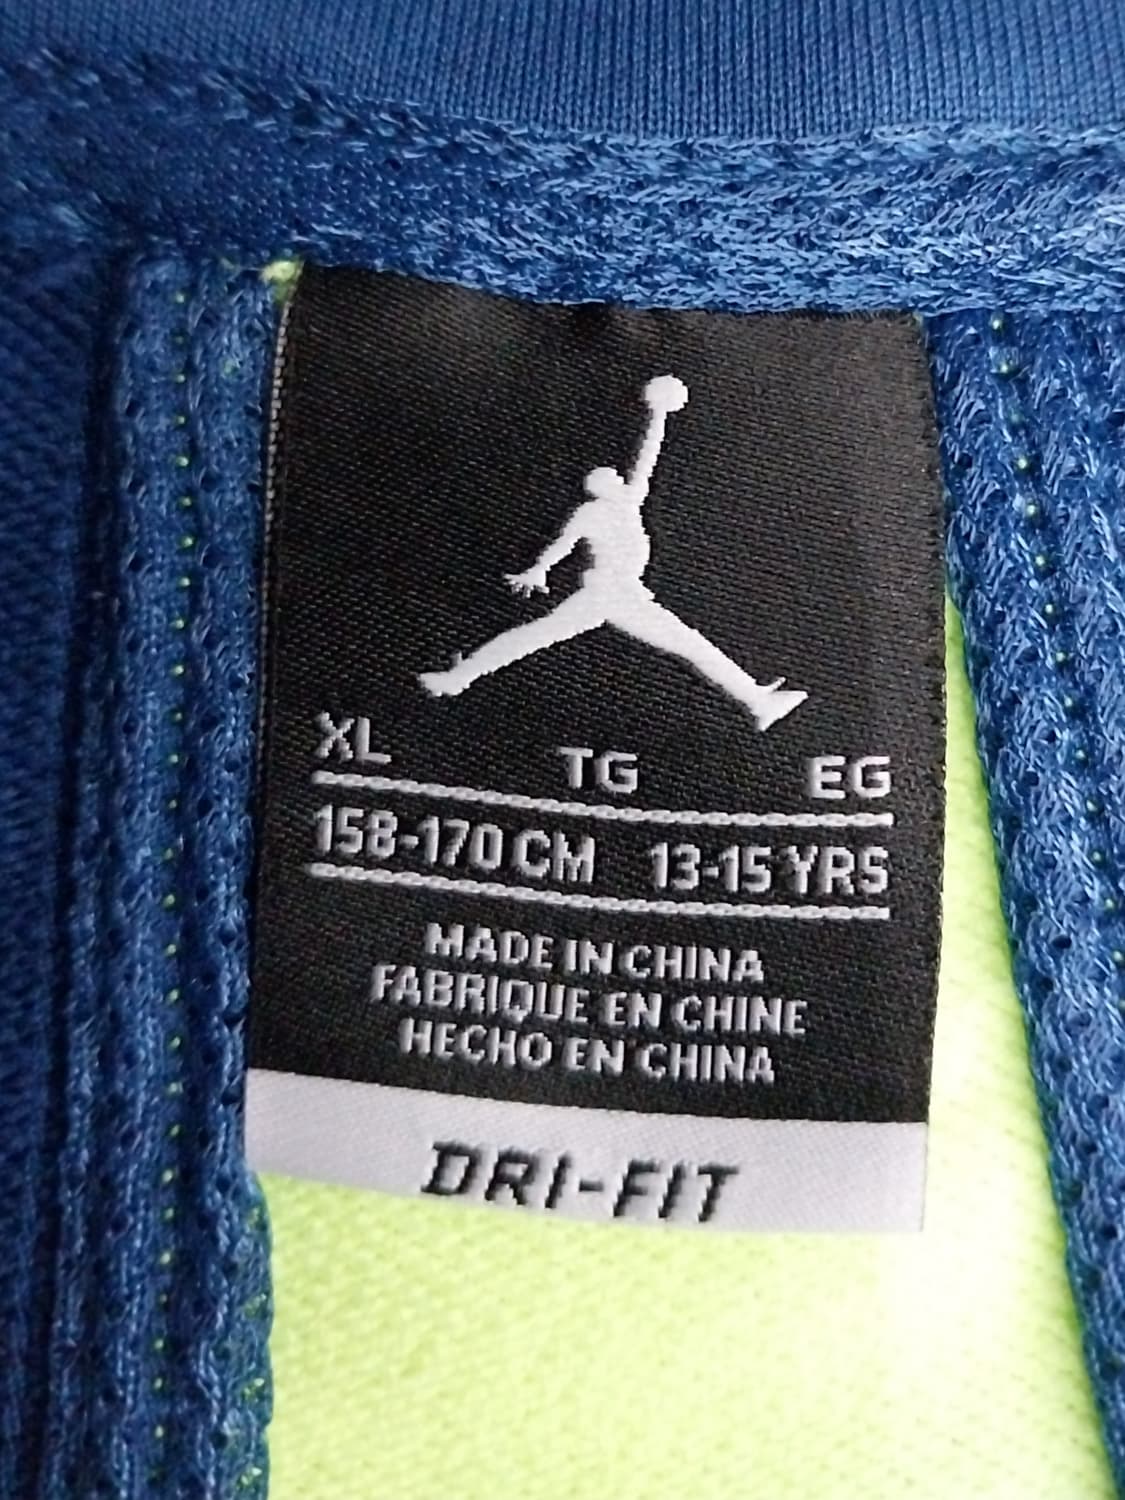 XL TG EG
158-170 CM 13-15 YRS
MADE IN CHINA
FABRIQUE EN CHINE
HECHO EN CHINA
DRI-FIT